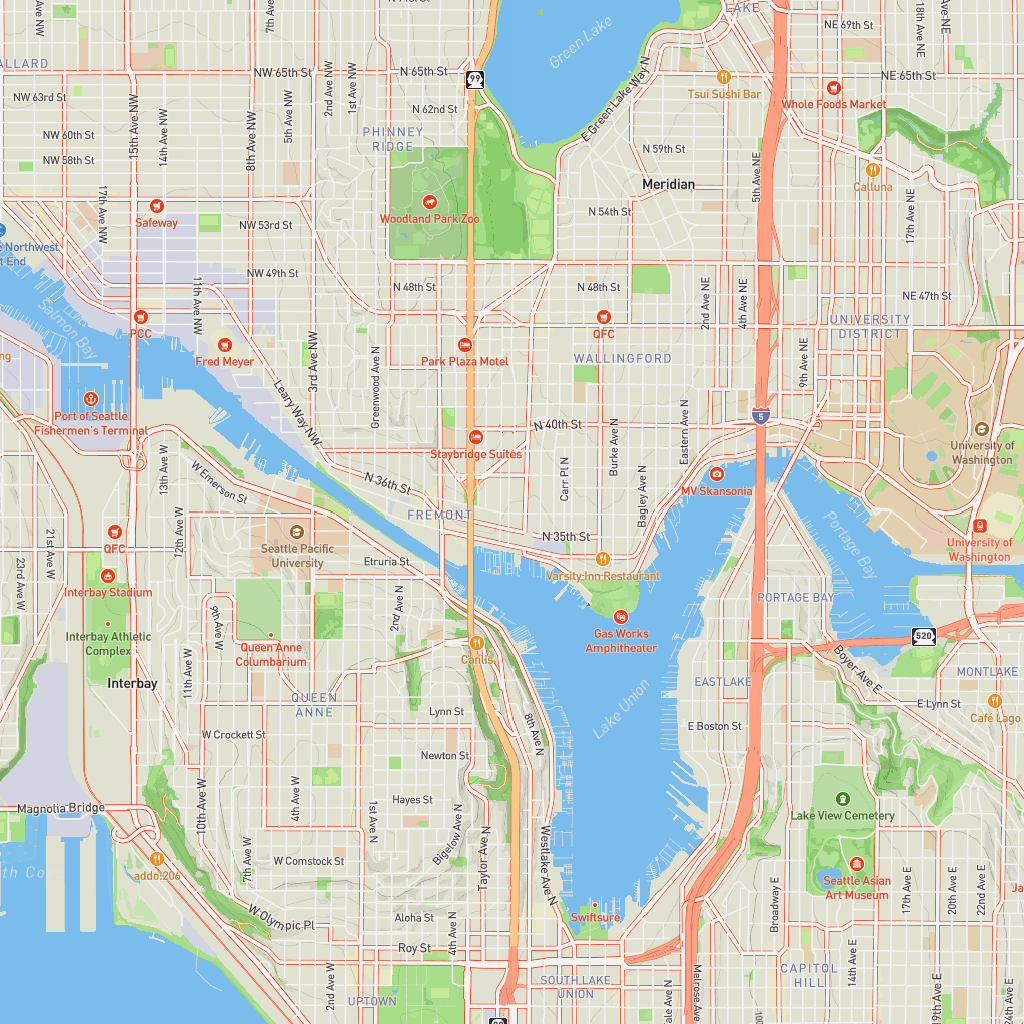 N 71st St
LAKE
NE 69th St
18th Ave NE
7th Ave NW
Green Lake
BALLARD
NW 65th St
N 65th St
99
NE 65th St
Tsui Sushi Bar
Whole Foods Market
NW 63rd St
15th Ave NW
14th Ave NW
8th Ave NW
5th Ave NW
2nd Ave NW
1st Ave NW
N 62nd St
E Green Lake Way N
NW 60th St
PHINNEY
RIDGE
NW 58th St
N 59th St
5th Ave NE
Calluna
Meridian
17th Ave NW
Safeway
Woodland Park Zoo
N 54th St
17th Ave NE
NW 53rd St
Northwest
NW 49th St
11th Ave NW
N 48th St
N 48th St
2nd Ave NE
4th Ave NE
NE 47th St
Salmon Bay
PCC
QFC
UNIVERSITY
DISTRICT
Fred Meyer
3rd Ave NW
Greenwood Ave N
Park Plaza Motel
WALLINGFORD
9th Ave NE
Leary Way NW
Port of Seattle
Fishermen's Terminal
5
N 40th St
Burke Ave N
Eastern Ave N
Staybridge Suites
University of
Washington
13th Ave W
W Emerson St
N 36th St
Carr Pl N
Bagley Ave N
MV Skansonia
FREMONT
Portage Bay
21st Ave W
23rd Ave W
QFC
12th Ave W
Seattle Pacific
University
N 35th St
University of
Washington
Etruria St
Varsity Inn Restaurant
Interbay Stadium
2nd Ave N
PORTAGE BAY
9th Ave W
Gas Works
Amphitheater
Interbay Athletic
Complex
Queen Anne
Columbarium
520
Canlis
Boyer Ave E
11th Ave W
Interbay
EASTLAKE
MONTLAKE
QUEEN
ANNE
Lake Union
E Lynn St
Lynn St
8th Ave N
E Boston St
Café Lago
W Crockett St
Newton St
10th Ave W
4th Ave W
Magnolia Bridge
Hayes St
1st Ave N
Lake View Cemetery
Bigelow Ave N
Taylor Ave N
Westlake Ave N
7th Ave W
W Comstock St
addo:206
Seattle Asian
Art Museum
Broadway E
17th Ave E
20th Ave E
22nd Ave E
W Olympic Pl
Aloha St
4th Ave N
Swiftsure
Roy St
14th Ave E
2nd Ave W
SOUTH LAKE
UNION
CAPITOL
HILL
UPTOWN
Melrose Ave
19th Ave E
24th Ave E